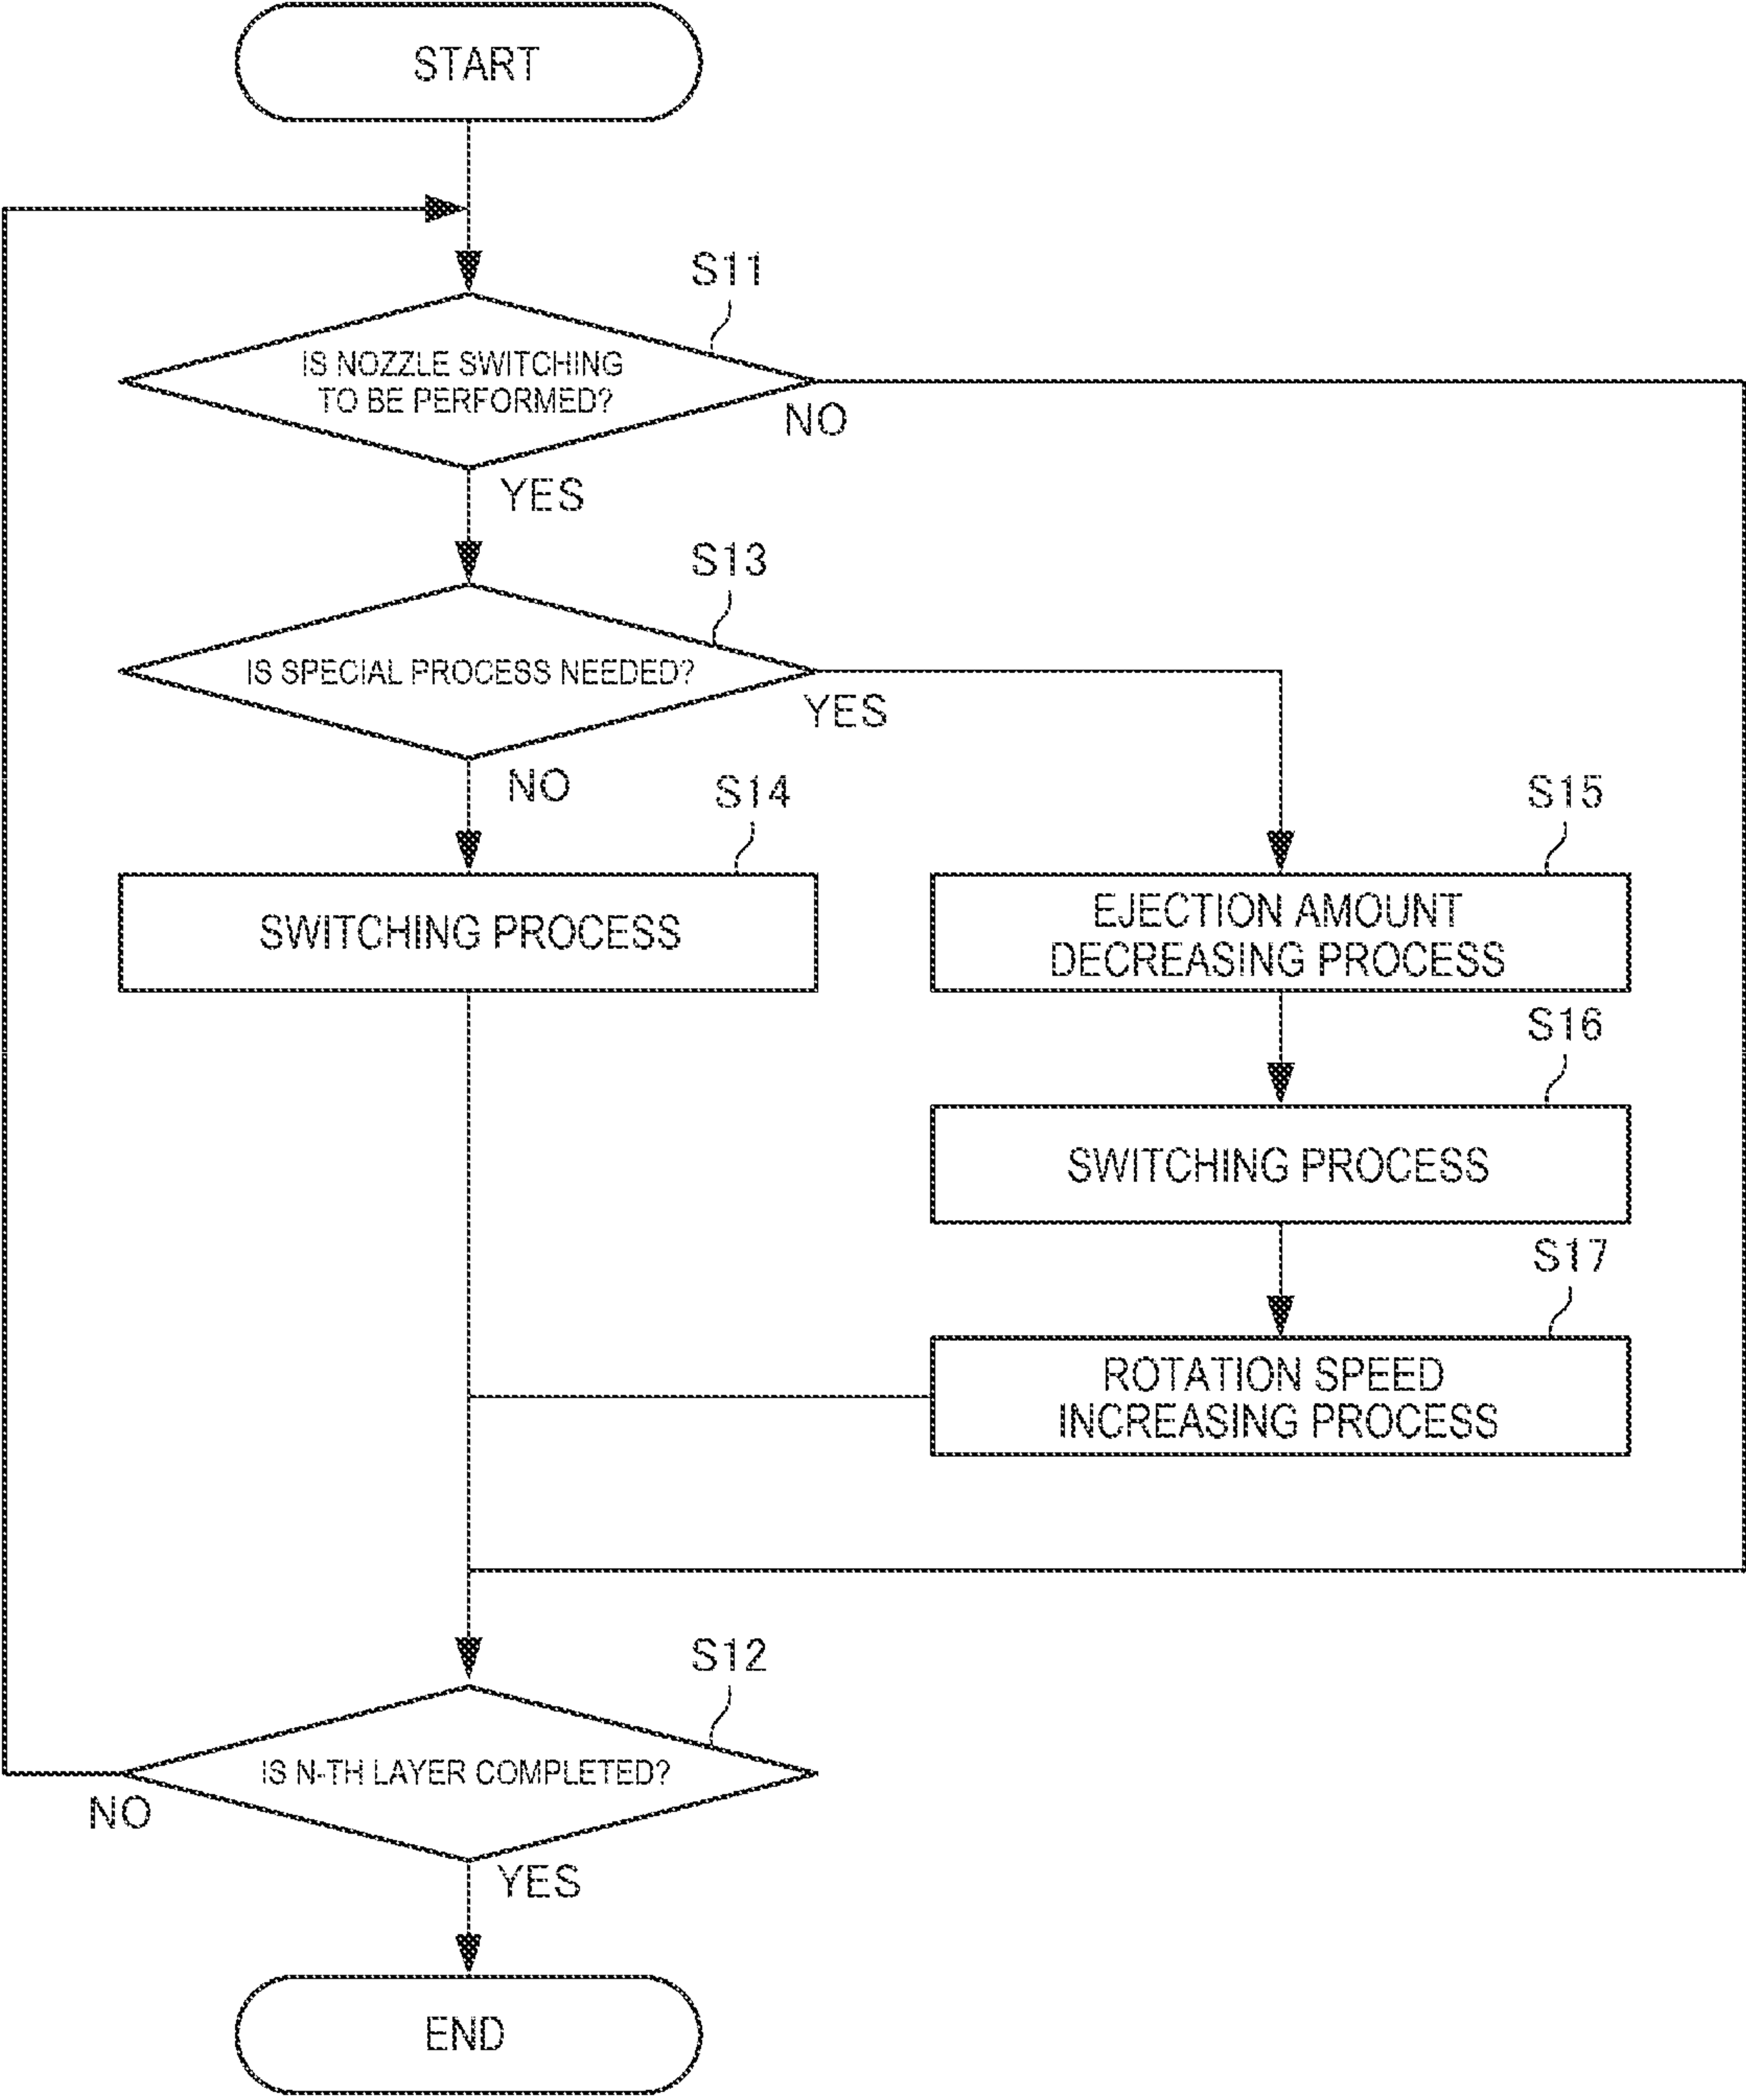 START
S11
IS NOZZLE SWITCHING
TO BE PERFORMED?
NO
YES
S13
IS SPECIAL PROCESS NEEDED?
YES
NO
S14
SWITCHING PROCESS
S15
EJECTION AMOUNT
DECREASING PROCESS
S16
SWITCHING PROCESS
S17
ROTATION SPEED
INCREASING PROCESS
S12
IS N-TH LAYER COMPLETED?
NO
YES
END